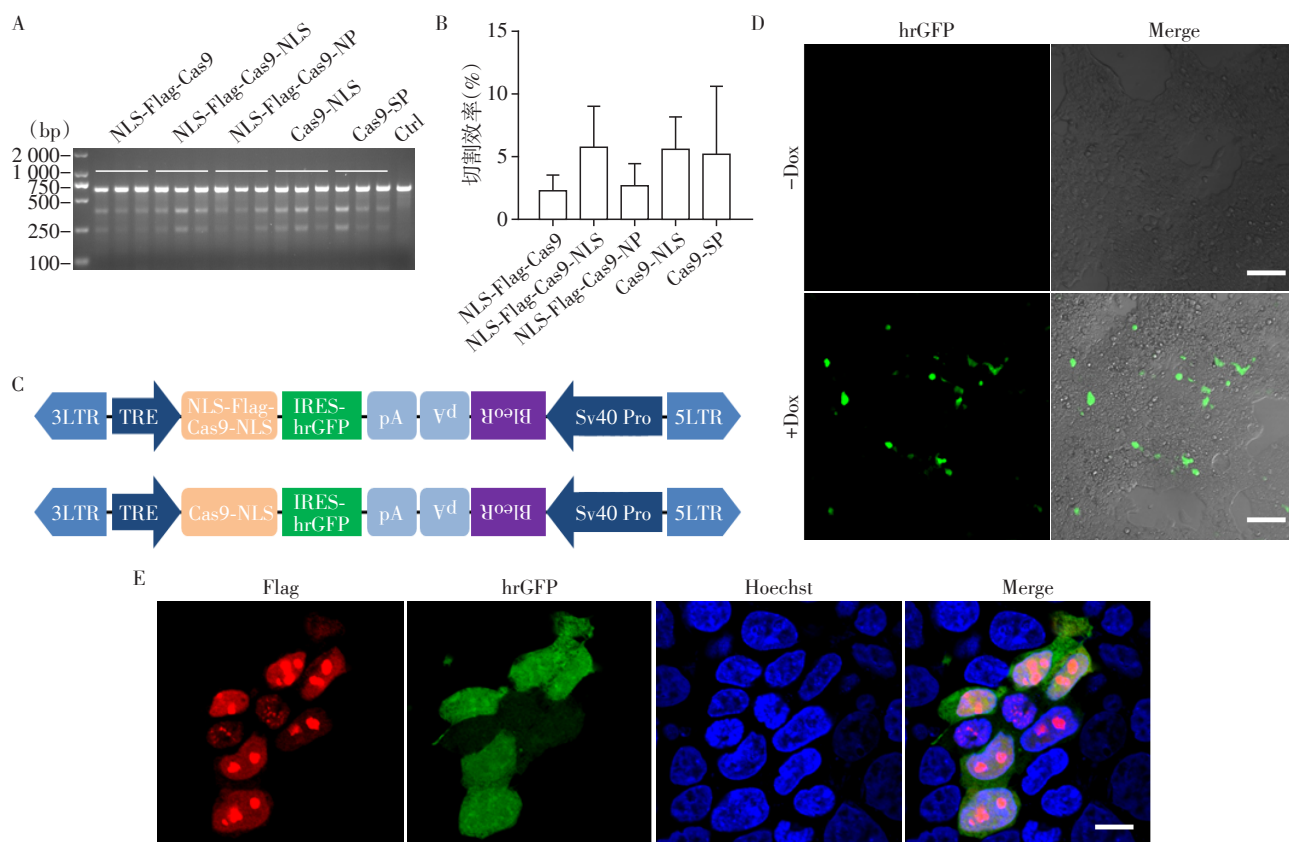 A
NLS-Flag-Cas9
NLS-Flag-Cas9-NLS
NLS-Flag-Cas9-NP
Cas9-NLS
Cas9-SP
Ctrl
(bp)
2 000
1 000
750
500
250
100
B
切割效率(%)
15
10
5
0
NLS-Flag-Cas9
NLS-Flag-Cas9-NLS
NLS-Flag-Cas9-NP
Cas9-NLS
Cas9-SP
C
3LTR
TRE
NLS-Flag-
Cas9-NLS
IRES-
hrGFP
pA
pA
BleoR
Sv40 Pro
5LTR
3LTR
TRE
Cas9-NLS
IRES-
hrGFP
pA
pA
BleoR
Sv40 Pro
5LTR
D
hrGFP
Merge
-Dox
+Dox
E
Flag
hrGFP
Hoechst
Merge